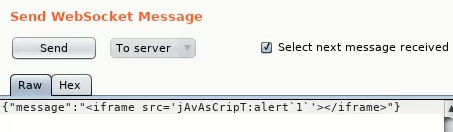 Send WebSocket Message
Send To server Select next message received
Raw Hex
{"message":"<iframe src='jAvAsCripT:alert`1`'></iframe>"}